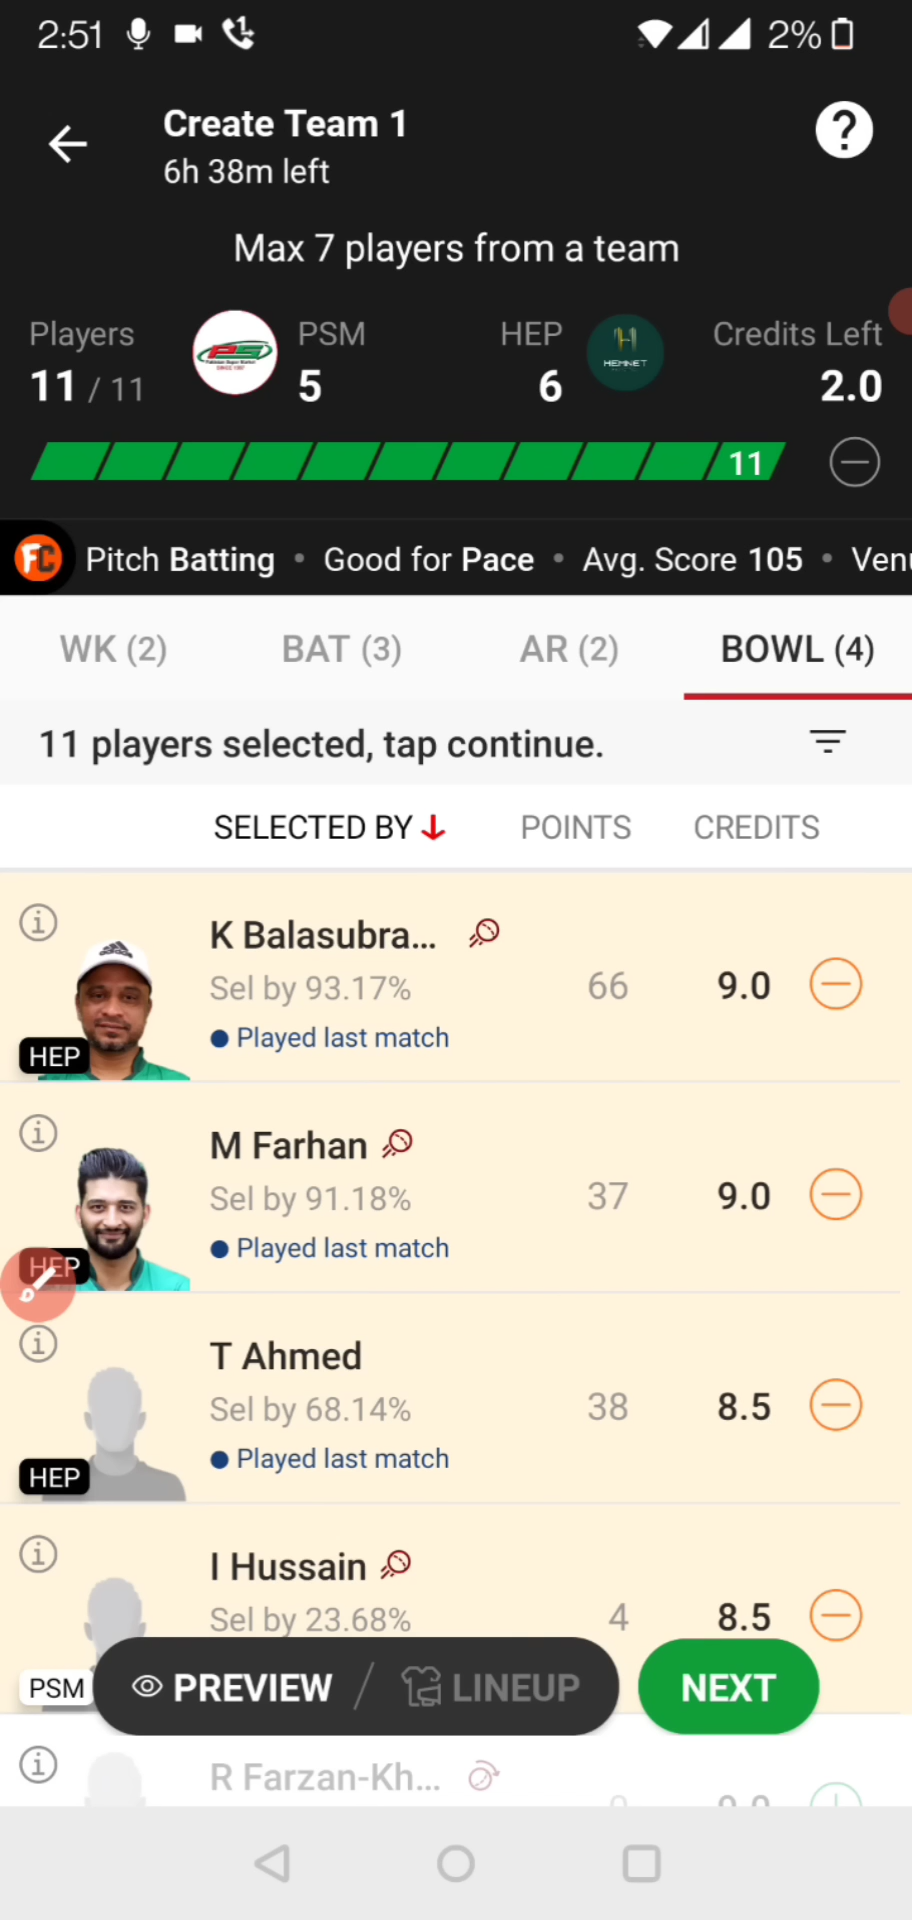 2:51
2%
Create Team 1
6h 38m left
Max 7 players from a team
Players
PSM
HEP
Credits Left
11 / 11
5
6
HEMNET
2.0
11
FC Pitch Batting • Good for Pace • Avg. Score 105 •
WK (2)
BAT (3)
AR (2)
BOWL (4)
11 players selected, tap continue.
SELECTED BY
POINTS
CREDITS
K Balasubra...
Sel by 93.17%
66
9.0
Played last match
HEP
M Farhan
Sel by 91.18%
37
9.0
Played last match
HEP
T Ahmed
Sel by 68.14%
38
8.5
Played last match
HEP
I Hussain
Sel by 23.68%
4
8.5
PSM
PREVIEW / LINEUP
NEXT
R Farzan-Kh...